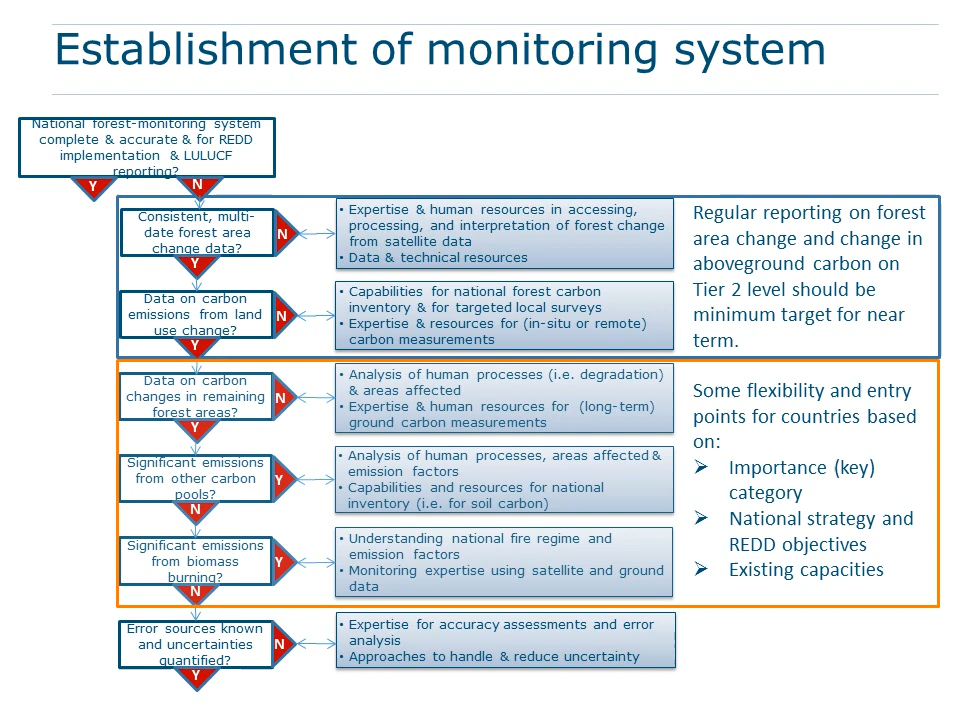 Establishment of monitoring system
National forest-monitoring system
complete & accurate & for REDD
implementation & LULUCF
reporting?
Y
N
Consistent, multi-
date forest area
change data?
N
Y
• Expertise & human resources in accessing,
processing, and interpretation of forest change
from satellite data
• Data & technical resources
Regular reporting on forest
area change and change in
aboveground carbon on
Tier 2 level should be
minimum target for near
term.
Data on carbon
emissions from land
use change?
N
Y
• Capabilities for national forest carbon
inventory & for targeted local surveys
• Expertise & resources for (in-situ or remote)
carbon measurements
Data on carbon
changes in remaining
forest areas?
N
Y
• Analysis of human processes (i.e. degradation)
& areas affected
• Expertise & human resources for (long-term)
ground carbon measurements
Some flexibility and entry
points for countries based
on:
➢ Importance (key)
category
➢ National strategy and
REDD objectives
➢ Existing capacities
Significant emissions
from other carbon
pools?
Y
N
• Analysis of human processes, areas affected &
emission factors
• Capabilities and resources for national
inventory (i.e. for soil carbon)
Significant emissions
from biomass
burning?
Y
N
• Understanding national fire regime and
emission factors
• Monitoring expertise using satellite and ground
data
Error sources known
and uncertainties
quantified?
N
Y
• Expertise for accuracy assessments and error
analysis
• Approaches to handle & reduce uncertainty